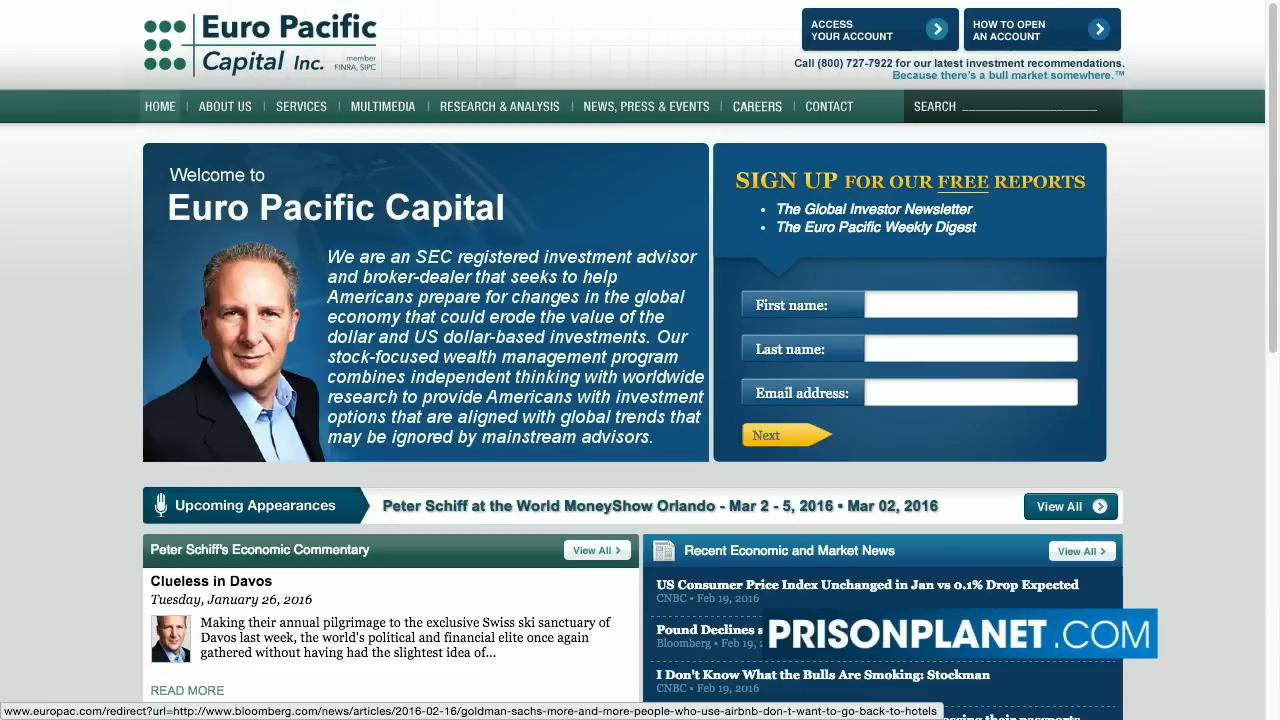 Euro Pacific
Capital Inc.
member
FINRA, SIPC
ACCESS
YOUR ACCOUNT
HOW TO OPEN
AN ACCOUNT
Call (800) 727-7922 for our latest investment recommendations.
Because there's a bull market somewhere.™
HOME
ABOUT US
SERVICES
MULTIMEDIA
RESEARCH & ANALYSIS
NEWS, PRESS & EVENTS
CAREERS
CONTACT
SEARCH
Welcome to
Euro Pacific Capital
We are an SEC registered investment advisor
and broker-dealer that seeks to help
Americans prepare for changes in the global
economy that could erode the value of the
dollar and US dollar-based investments. Our
stock-focused wealth management program
combines independent thinking with worldwide
research to provide Americans with investment
options that are aligned with global trends that
may be ignored by mainstream advisors.
SIGN UP FOR OUR FREE REPORTS
• The Global Investor Newsletter
• The Euro Pacific Weekly Digest
First name:
Last name:
Email address:
Next
Upcoming Appearances
Peter Schiff at the World MoneyShow Orlando - Mar 2 - 5, 2016 • Mar 02, 2016
View All
Peter Schiff's Economic Commentary
View All
Clueless in Davos
Tuesday, January 26, 2016
Making their annual pilgrimage to the exclusive Swiss ski sanctuary of
Davos last week, the world's political and financial elite once again
gathered without having had the slightest idea of...
READ MORE
Recent Economic and Market News
View All
US Consumer Price Index Unchanged in Jan vs 0.1% Drop Expected
CNBC • Feb 19, 2016
Pound Declines
Bloomberg • Feb 19,
PRISONPLANET.COM
I Don't Know What the Bulls Are Smoking: Stockman
CNBC • Feb 19, 2016
their passports
www.europac.com/redirect?url=http://www.bloomberg.com/news/articles/2016-02-16/goldman-sachs-more-and-more-people-who-use-airbnb-don-t-want-to-go-back-to-hotels